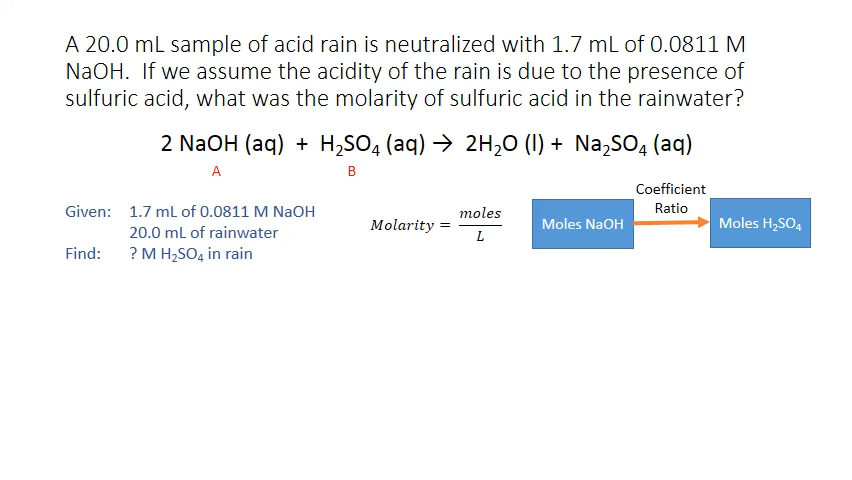 A 20.0 mL sample of acid rain is neutralized with 1.7 mL of 0.0811 M
NaOH. If we assume the acidity of the rain is due to the presence of
sulfuric acid, what was the molarity of sulfuric acid in the rainwater?
2 NaOH (aq) + H₂SO₄ (aq) → 2H₂O (l) + Na₂SO₄ (aq)
A B
Given: 1.7 mL of 0.0811 M NaOH
20.0 mL of rainwater
Find: ? M H₂SO₄ in rain
Molarity = moles / L
Coefficient
Ratio
Moles NaOH
Moles H₂SO₄